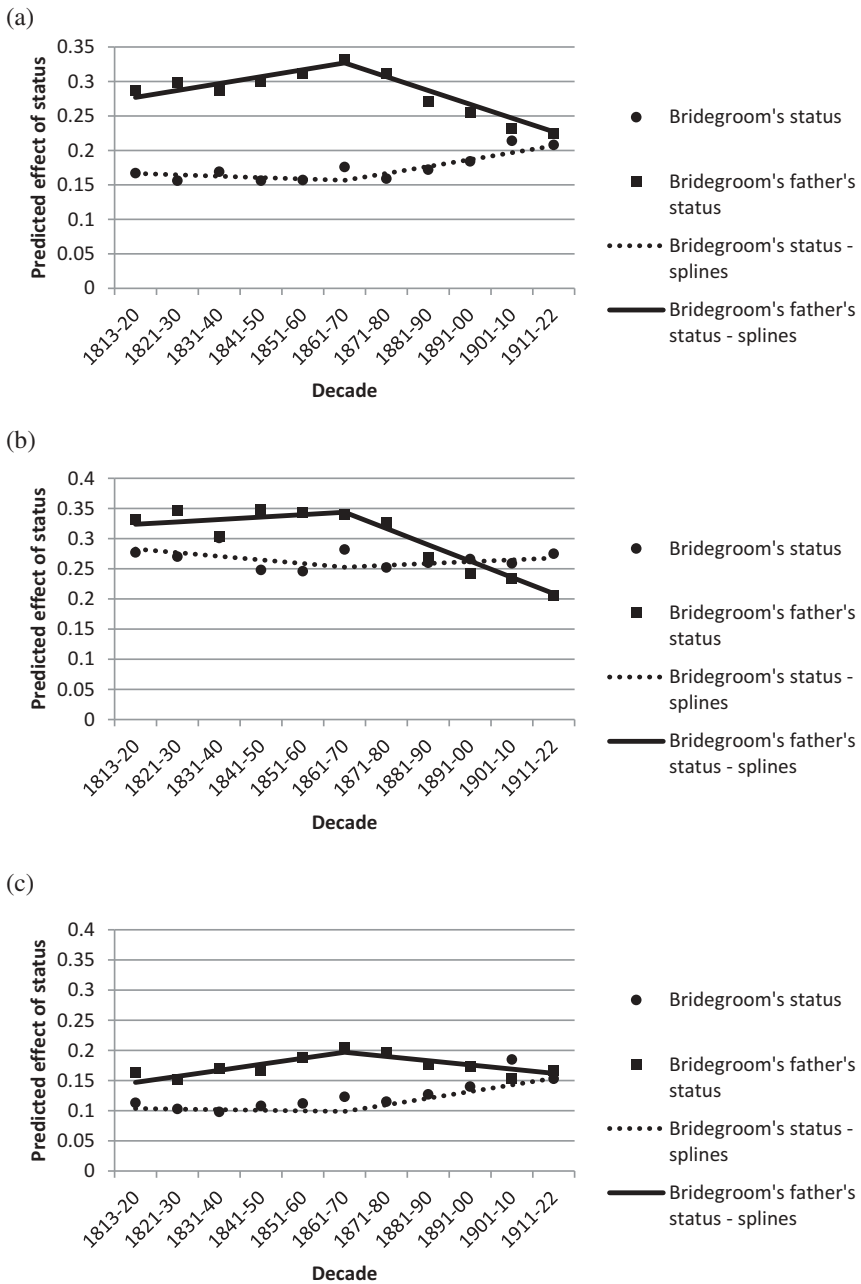 (a)
Predicted effect of status
0.35
0.3
0.25
0.2
0.15
0.1
0.05
0
1813-20
1821-30
1831-40
1841-50
1851-60
1861-70
1871-80
1881-90
1891-00
1901-10
1911-22
Decade
Bridegroom's status
Bridegroom's father's
status
Bridegroom's status -
splines
Bridegroom's father's
status - splines
(b)
Predicted effect of status
0.4
0.35
0.3
0.25
0.2
0.15
0.1
0.05
0
1813-20
1821-30
1831-40
1841-50
1851-60
1861-70
1871-80
1881-90
1891-00
1901-10
1911-22
Decade
Bridegroom's status
Bridegroom's father's
status
Bridegroom's status -
splines
Bridegroom's father's
status - splines
(c)
Predicted effect of status
0.4
0.35
0.3
0.25
0.2
0.15
0.1
0.05
0
1813-20
1821-30
1831-40
1841-50
1851-60
1861-70
1871-80
1881-90
1891-00
1901-10
1911-22
Decade
Bridegroom's status
Bridegroom's father's
status
Bridegroom's status -
splines
Bridegroom's father's
status - splines